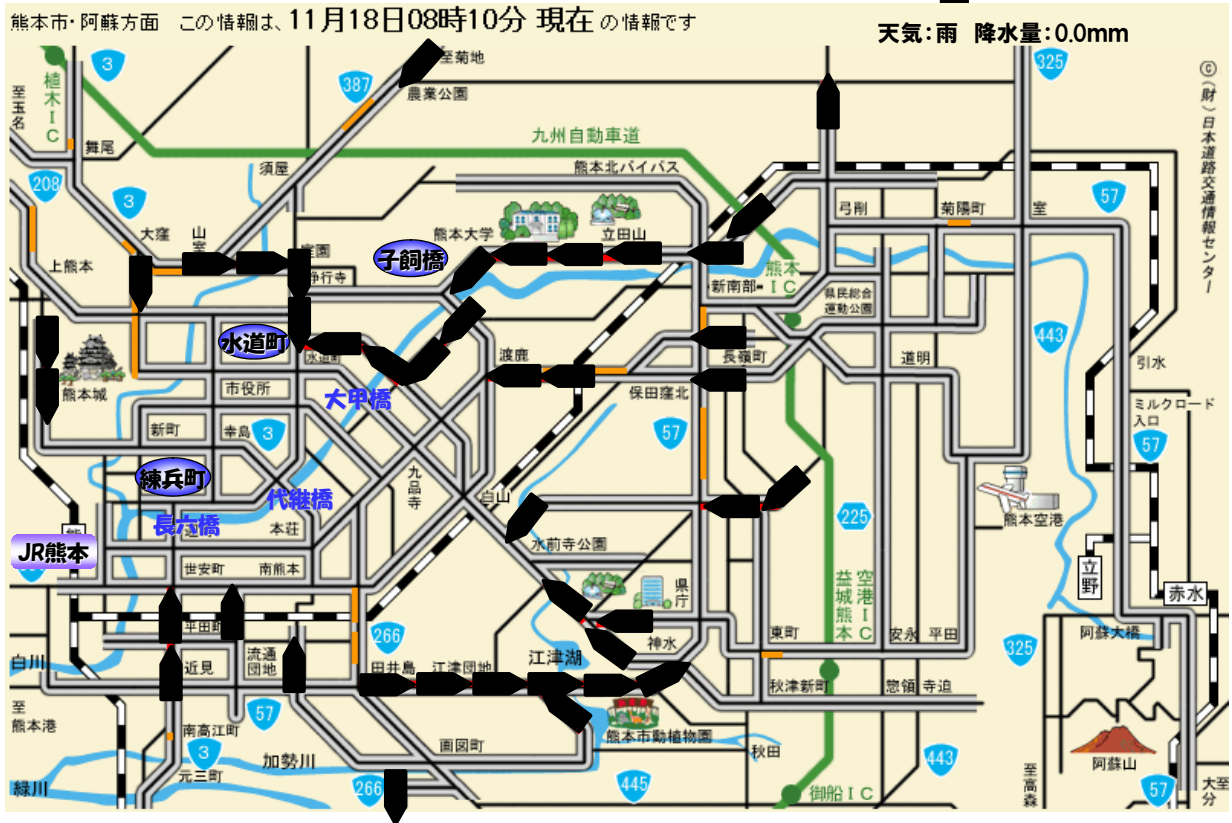 熊本市・阿蘇方面 この情報は、11月18日08時10分 現在 の情報です
天気：雨 降水量：0.0mm
至菊地
325
3
387
農業公園
植木IC
至玉名
舞尾
九州自動車道
©(財)日本道路交通情報センター
須屋
熊本北バイパス
208
3
57
大窪
山室
熊本大学
立田山
弓削
菊陽町
室
子飼橋
上熊本
浄行寺
熊本IC
新南部
県民総合
運動公園
443
水道町
水道町
渡鹿
長嶺町
道明
引水
熊本城
市役所
大甲橋
保田窪北
ミルクロード
入口
新町
幸島
3
57
57
練兵町
九品寺
白山
代継橋
長六橋
本荘
225
熊本空港
JR熊本
水前寺公園
世安町
南熊本
県庁
空港IC
益城熊本
立野
赤水
平田町
266
神水
東町
安永
平田
阿蘇大橋
325
白川
近見
流通
団地
田井島
江津団地
江津湖
秋津新町
惣領
寺迫
至熊本港
57
南高江町
熊本市動植物園
3
加勢川
画図町
秋田
443
阿蘇山
元三町
緑川
266
445
御船IC
至高森
57
大至
分